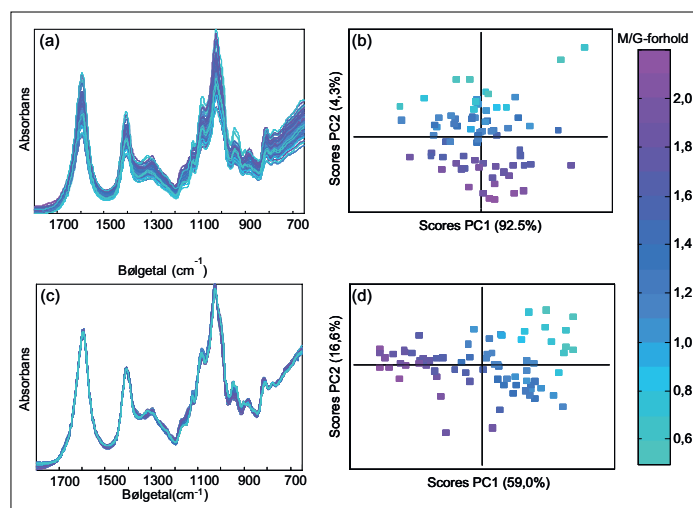 (a)
Absorbans
1700 1500 1300 1100 900 700
Bølgetal (cm⁻¹)
(b)
Scores PC2 (4,3%)
Scores PC1 (92.5%)
M/G-forhold
2,0
1,8
1,6
1,4
1,2
1,0
0,8
0,6
(c)
Absorbans
1700 1500 1300 1100 900 700
Bølgetal(cm⁻¹)
(d)
Scores PC2 (16,6%)
Scores PC1 (59,0%)